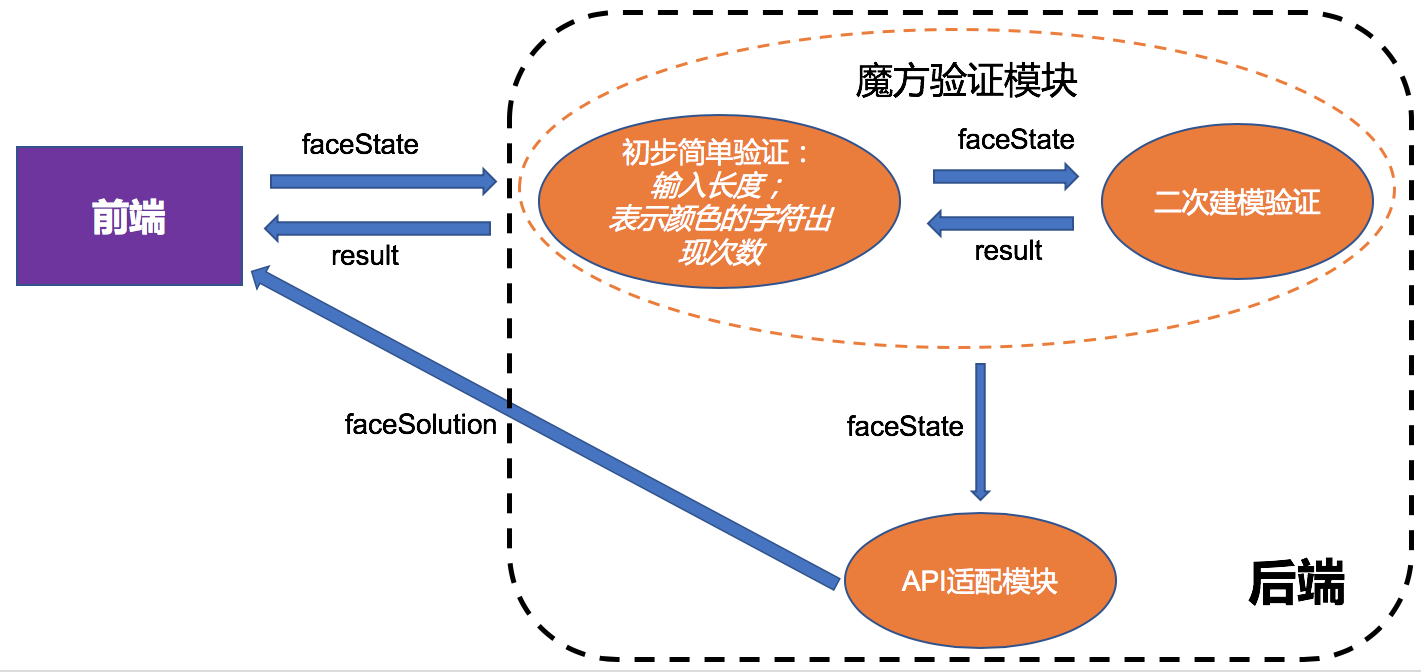 魔方验证模块
faceState
faceState
初步简单验证：
输入长度；
表示颜色的字符出
现次数
二次建模验证
前端
result
result
faceSolution
faceState
API适配模块
后端